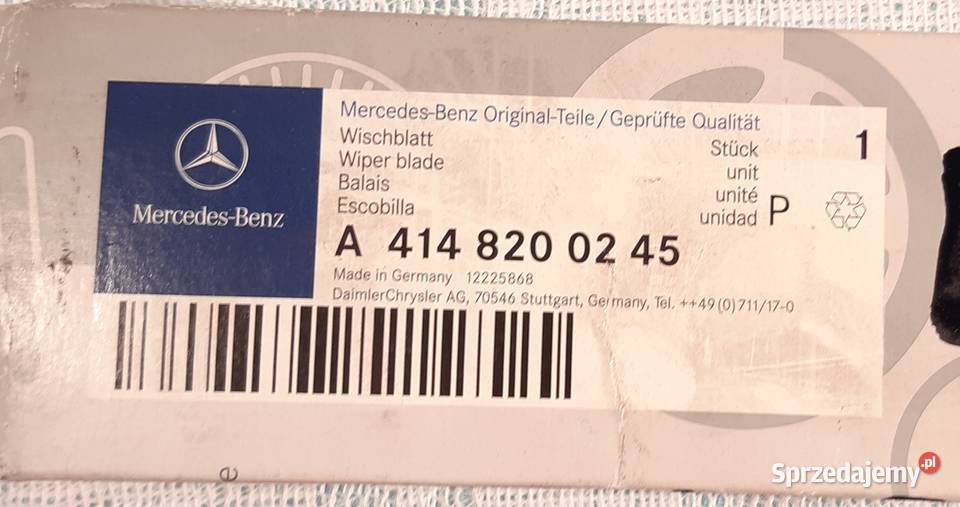 Mercedes-Benz
Mercedes-Benz Original-Teile/Geprüfte Qualität
Wischblatt
Wiper blade
Balais
Escobilla
Stück
unit
unité
unidad
P
1
A 414 820 02 45
Made in Germany 12225868
DaimlerChrysler AG, 70546 Stuttgart, Germany, Tel. ++49(0)711/17-0
e
Sprzedajemy.pl